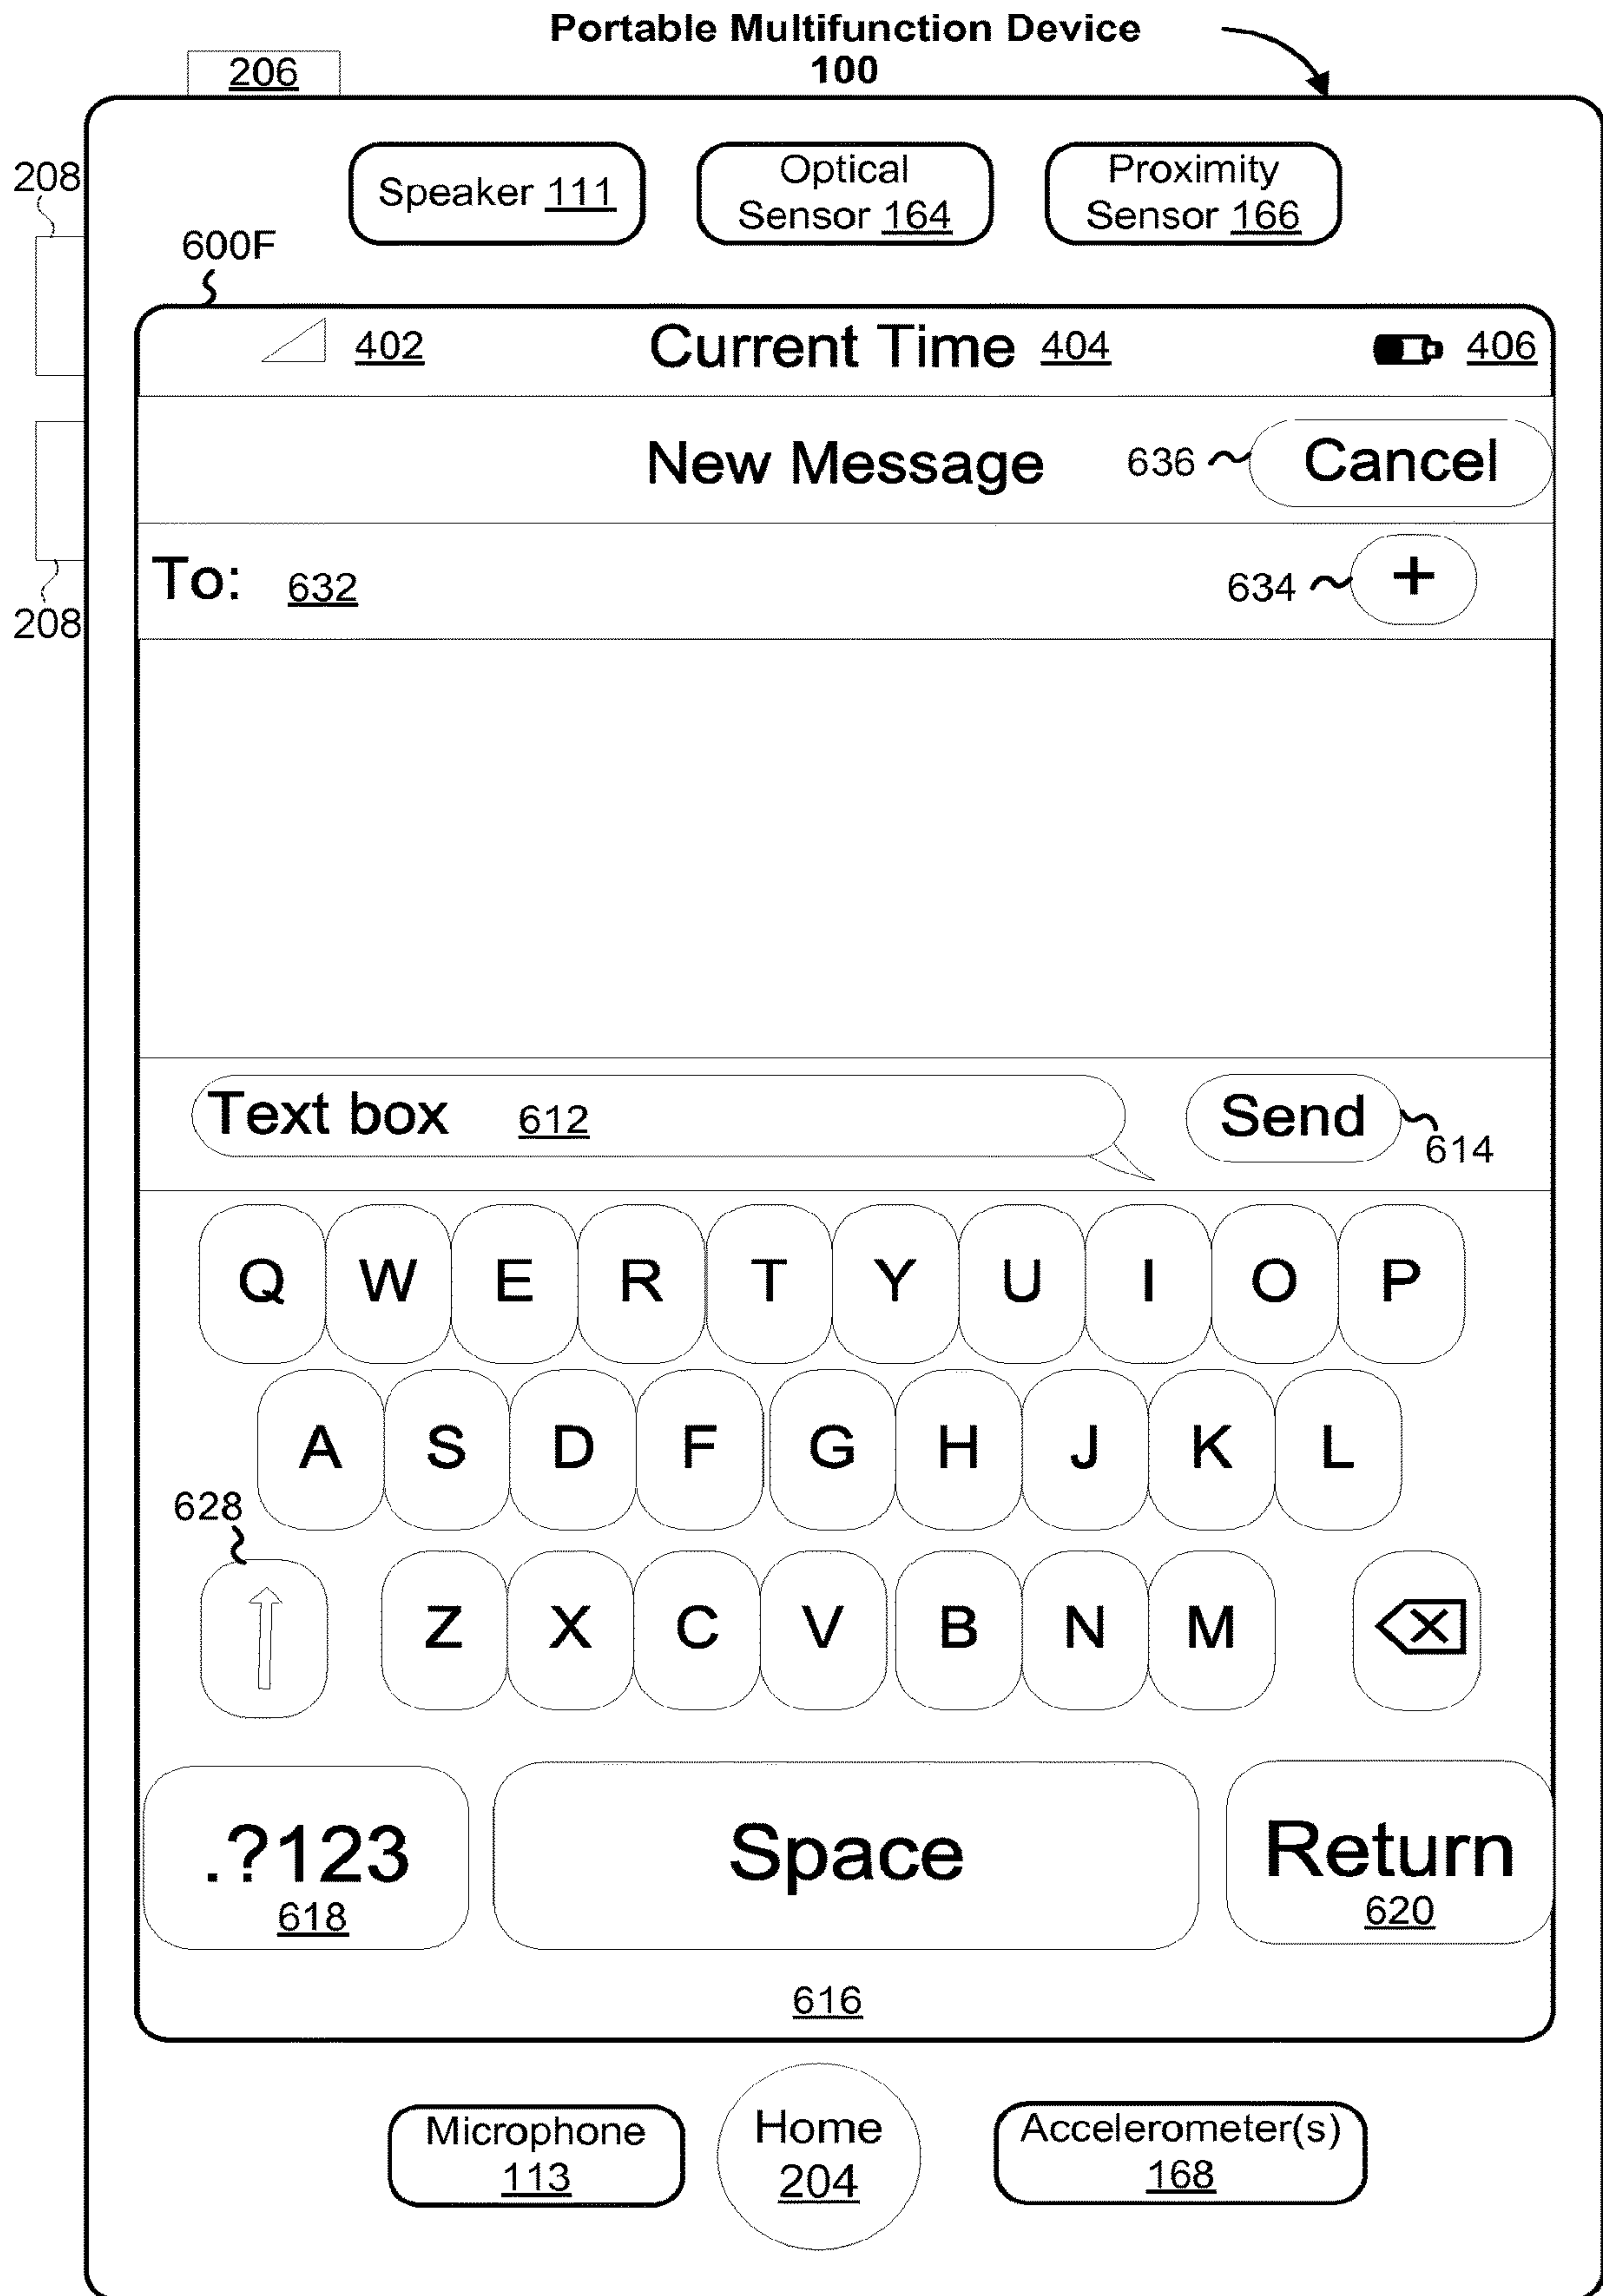 Portable Multifunction Device
100
206
208
Speaker 111
Optical
Sensor 164
Proximity
Sensor 166
600F
402 Current Time 404 406
New Message 636 Cancel
To: 632 634 +
208
Text box 612 Send
614
Q W E R T Y U I O P
A S D F G H J K L
628
Z X C V B N M
.?123
618
Space
Return
620
616
Microphone
113
Home
204
Accelerometer(s)
168